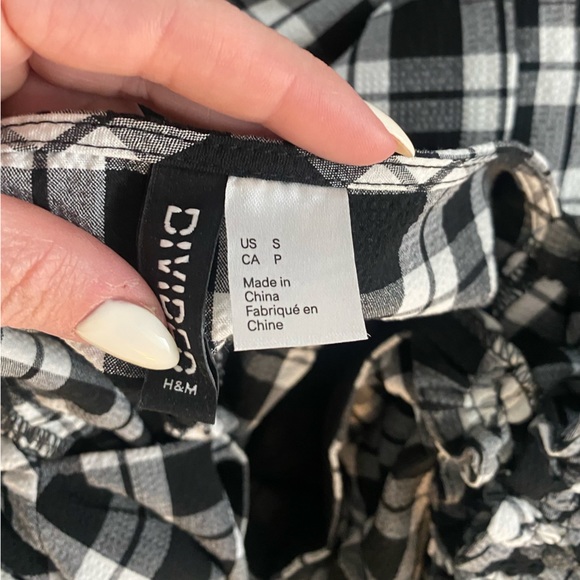 DIVIDED
H&M
US S
CA P
Made in
China
Fabriqué en
Chine